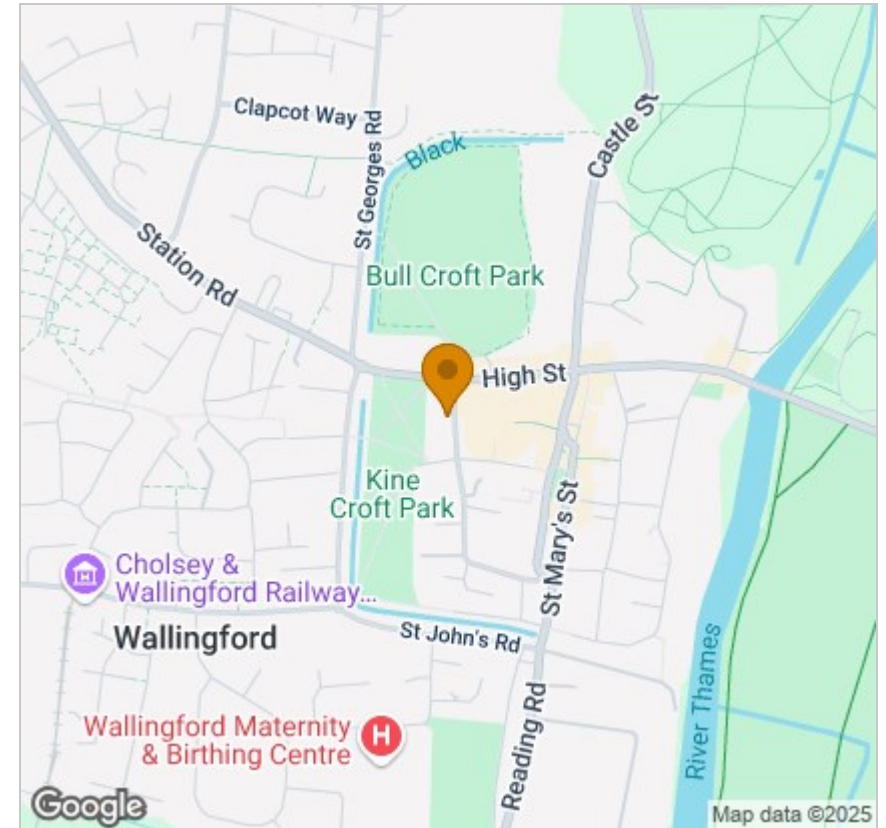 Clapcot Way
St Georges Rd
Black
Castle St
Station Rd
Bull Croft Park
High St
Kine
Croft Park
Cholsey &
Wallingford Railway...
St Mary's St
Wallingford
St John's Rd
River Thames
Wallingford Maternity
& Birthing Centre
H
Reading Rd
Google
Map data ©2025